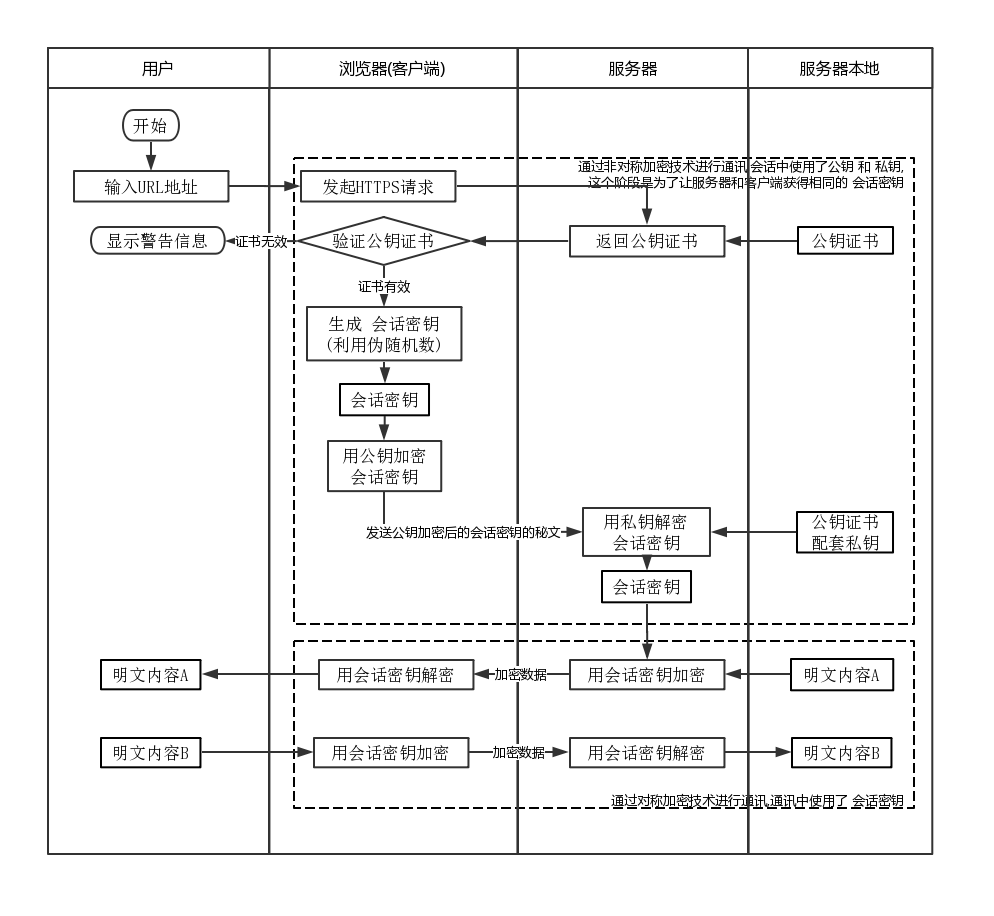 用户
浏览器(客户端)
服务器
服务器本地
开始
通过非对称加密技术进行通讯,会话中使用了公钥 和 私钥,
这个阶段是为了让服务器和客户端获得相同的 会话密钥
输入URL地址
发起HTTPS请求
显示警告信息
证书无效
验证公钥证书
返回公钥证书
公钥证书
证书有效
生成 会话密钥
(利用伪随机数)
会话密钥
用公钥加密
会话密钥
发送公钥加密后的会话密钥的秘文
用私钥解密
会话密钥
公钥证书
配套私钥
会话密钥
明文内容A
用会话密钥解密
加密数据
用会话密钥加密
明文内容A
明文内容B
用会话密钥加密
加密数据
用会话密钥解密
明文内容B
通过对称加密技术进行通讯,通讯中使用了 会话密钥